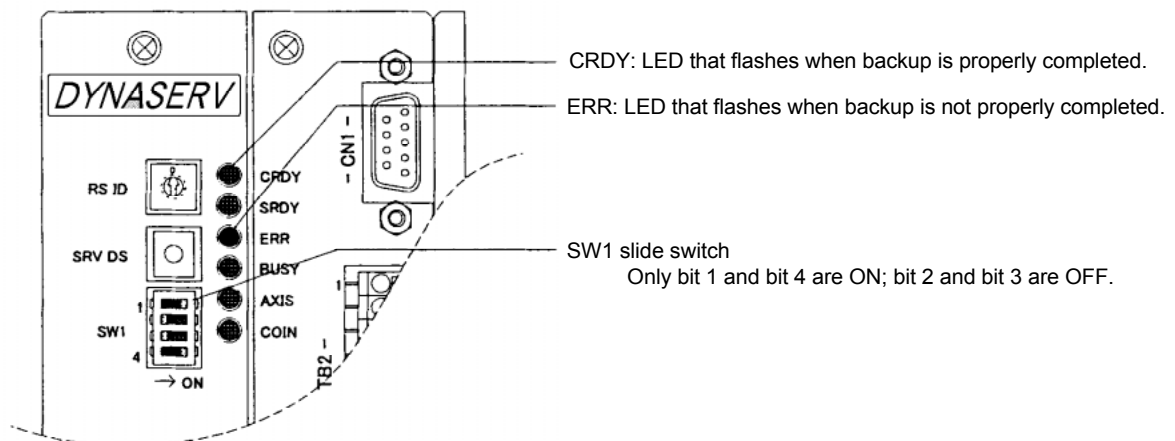 CRDY: LED that flashes when backup is properly completed.
DYNASERV
ERR: LED that flashes when backup is not properly completed.
- CN1 -
RS ID
CRDY
SRDY
ERR
SRV DS
BUSY
SW1 slide switch
Only bit 1 and bit 4 are ON; bit 2 and bit 3 are OFF.
1
1
AXIS
SW1
COIN
4
→ ON
TB2 -